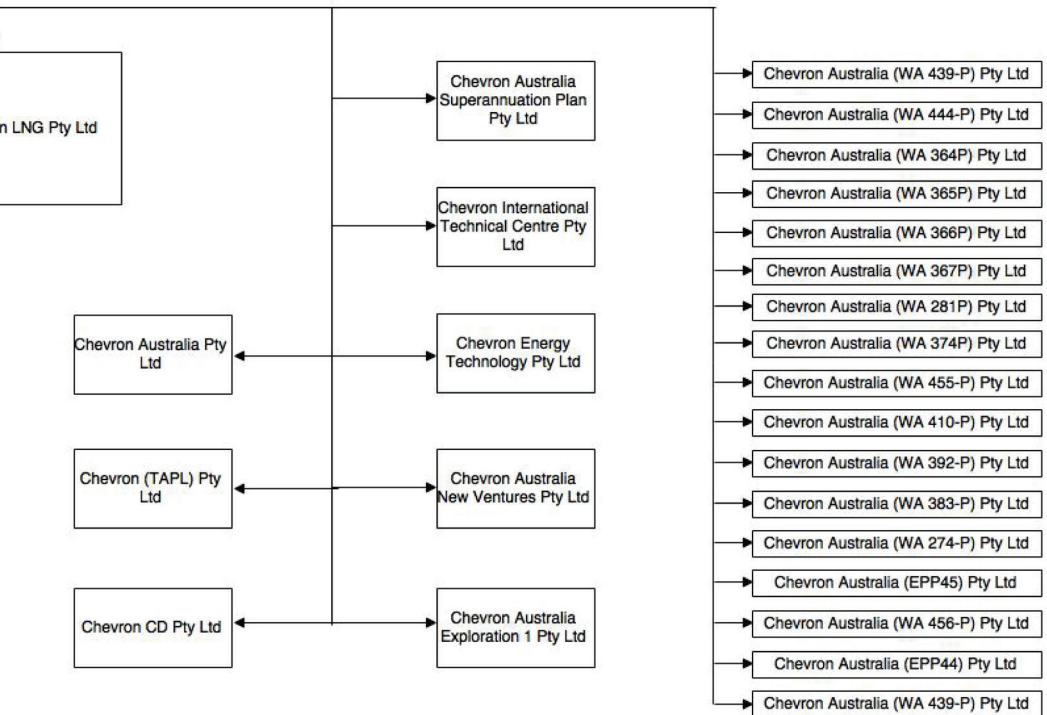 n LNG Pty Ltd
Chevron Australia Pty
Ltd
Chevron (TAPL) Pty
Ltd
Chevron CD Pty Ltd
Chevron Australia
Superannuation Plan
Pty Ltd
Chevron International
Technical Centre Pty
Ltd
Chevron Energy
Technology Pty Ltd
Chevron Australia
New Ventures Pty Ltd
Chevron Australia
Exploration 1 Pty Ltd
Chevron Australia (WA 439-P) Pty Ltd
Chevron Australia (WA 444-P) Pty Ltd
Chevron Australia (WA 364P) Pty Ltd
Chevron Australia (WA 365P) Pty Ltd
Chevron Australia (WA 366P) Pty Ltd
Chevron Australia (WA 367P) Pty Ltd
Chevron Australia (WA 281P) Pty Ltd
Chevron Australia (WA 374P) Pty Ltd
Chevron Australia (WA 455-P) Pty Ltd
Chevron Australia (WA 410-P) Pty Ltd
Chevron Australia (WA 392-P) Pty Ltd
Chevron Australia (WA 383-P) Pty Ltd
Chevron Australia (WA 274-P) Pty Ltd
Chevron Australia (EPP45) Pty Ltd
Chevron Australia (WA 456-P) Pty Ltd
Chevron Australia (EPP44) Pty Ltd
Chevron Australia (WA 439-P) Pty Ltd